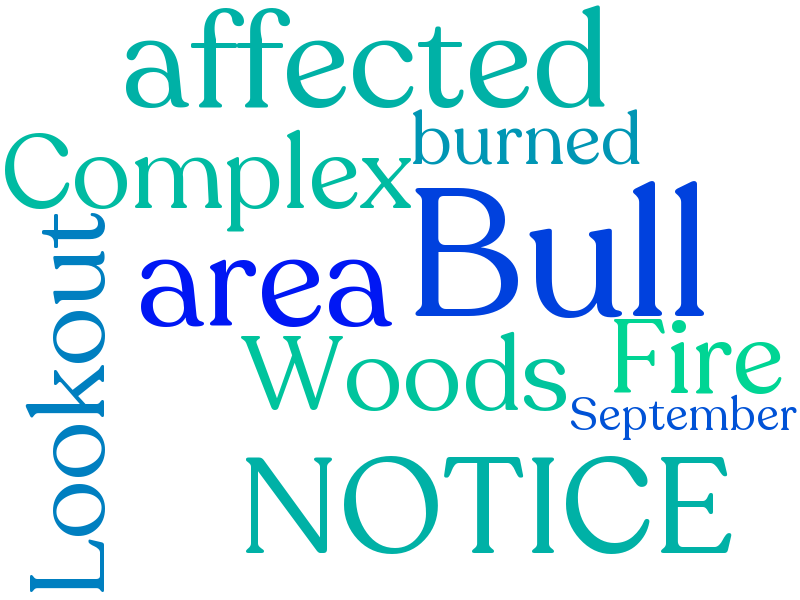 affected
burned
Complex
Bull
Lookout
area
Woods
Fire
September
NOTICE